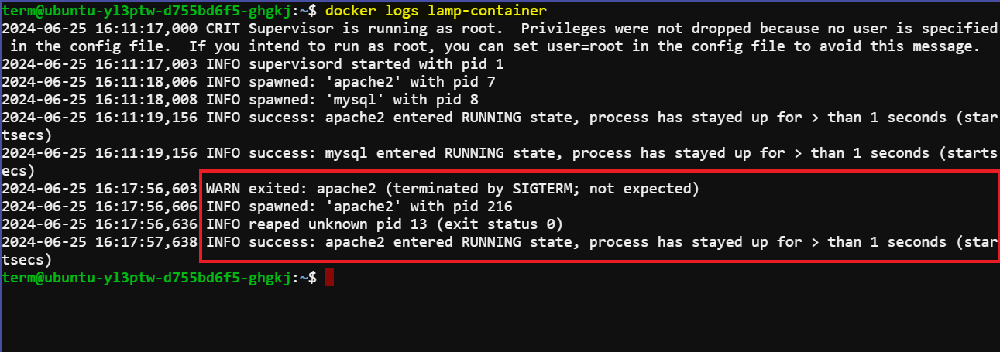 term@ubuntu-yl3ptw-d755bd6f5-ghgkj:~$ docker logs lamp-container
2024-06-25 16:11:17,000 CRIT Supervisor is running as root.  Privileges were not dropped because no user is specified
 in the config file.  If you intend to run as root, you can set user=root in the config file to avoid this message.
2024-06-25 16:11:17,003 INFO supervisord started with pid 1
2024-06-25 16:11:18,006 INFO spawned: 'apache2' with pid 7
2024-06-25 16:11:18,008 INFO spawned: 'mysql' with pid 8
2024-06-25 16:11:19,156 INFO success: apache2 entered RUNNING state, process has stayed up for > than 1 seconds (star
tsecs)
2024-06-25 16:11:19,156 INFO success: mysql entered RUNNING state, process has stayed up for > than 1 seconds (starts
ecs)
2024-06-25 16:17:56,603 WARN exited: apache2 (terminated by SIGTERM; not expected)
2024-06-25 16:17:56,606 INFO spawned: 'apache2' with pid 216
2024-06-25 16:17:56,636 INFO reaped unknown pid 13 (exit status 0)
2024-06-25 16:17:57,638 INFO success: apache2 entered RUNNING state, process has stayed up for > than 1 seconds (star
tsecs)
term@ubuntu-yl3ptw-d755bd6f5-ghgkj:~$